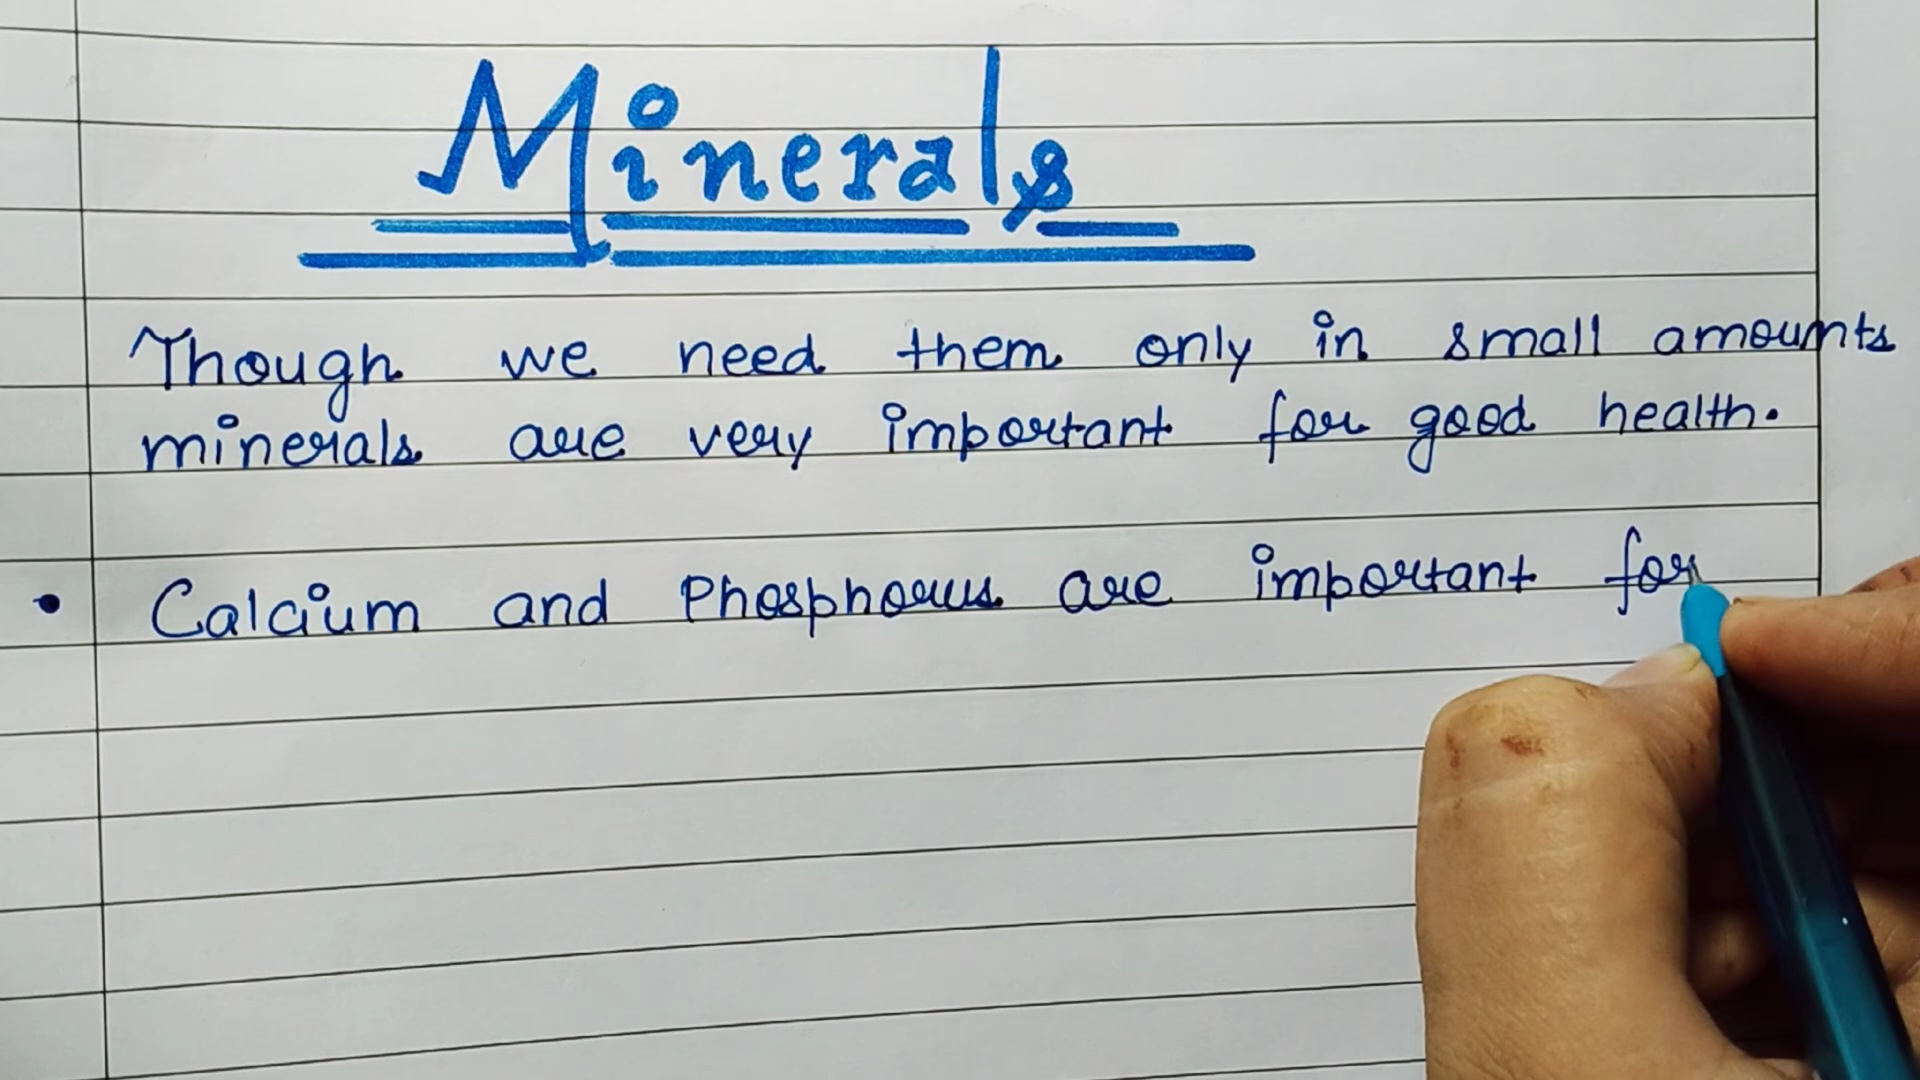 Minerals
Though we need them only in small amounts
minerals are very important for good health.
• Calcium and Phosphorus are important for